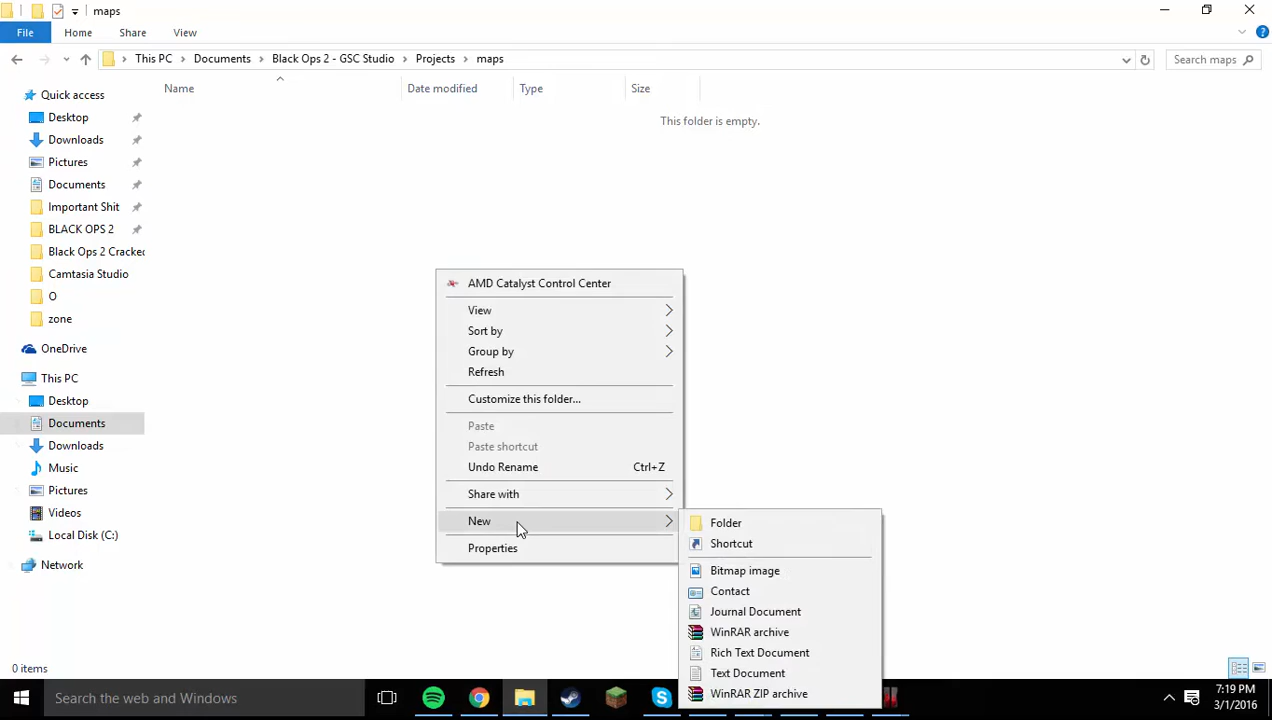 maps
File Home Share View
This PC Documents Black Ops 2 - GSC Studio Projects maps Search maps
Name Date modified Type Size
This folder is empty.
Quick access
Desktop
Downloads
Pictures
Documents
Important Shit
BLACK OPS 2
Black Ops 2 Cracked
Camtasia Studio
O
zone
OneDrive
This PC
Desktop
Documents
Downloads
Music
Pictures
Videos
Local Disk (C:)
Network
AMD Catalyst Control Center
View
Sort by
Group by
Refresh
Customize this folder...
Paste
Paste shortcut
Undo Rename Ctrl+Z
Share with
New
Properties
Folder
Shortcut
Bitmap image
Contact
Journal Document
WinRAR archive
Rich Text Document
Text Document
WinRAR ZIP archive
0 items
Search the web and Windows
7:19 PM
3/1/2016